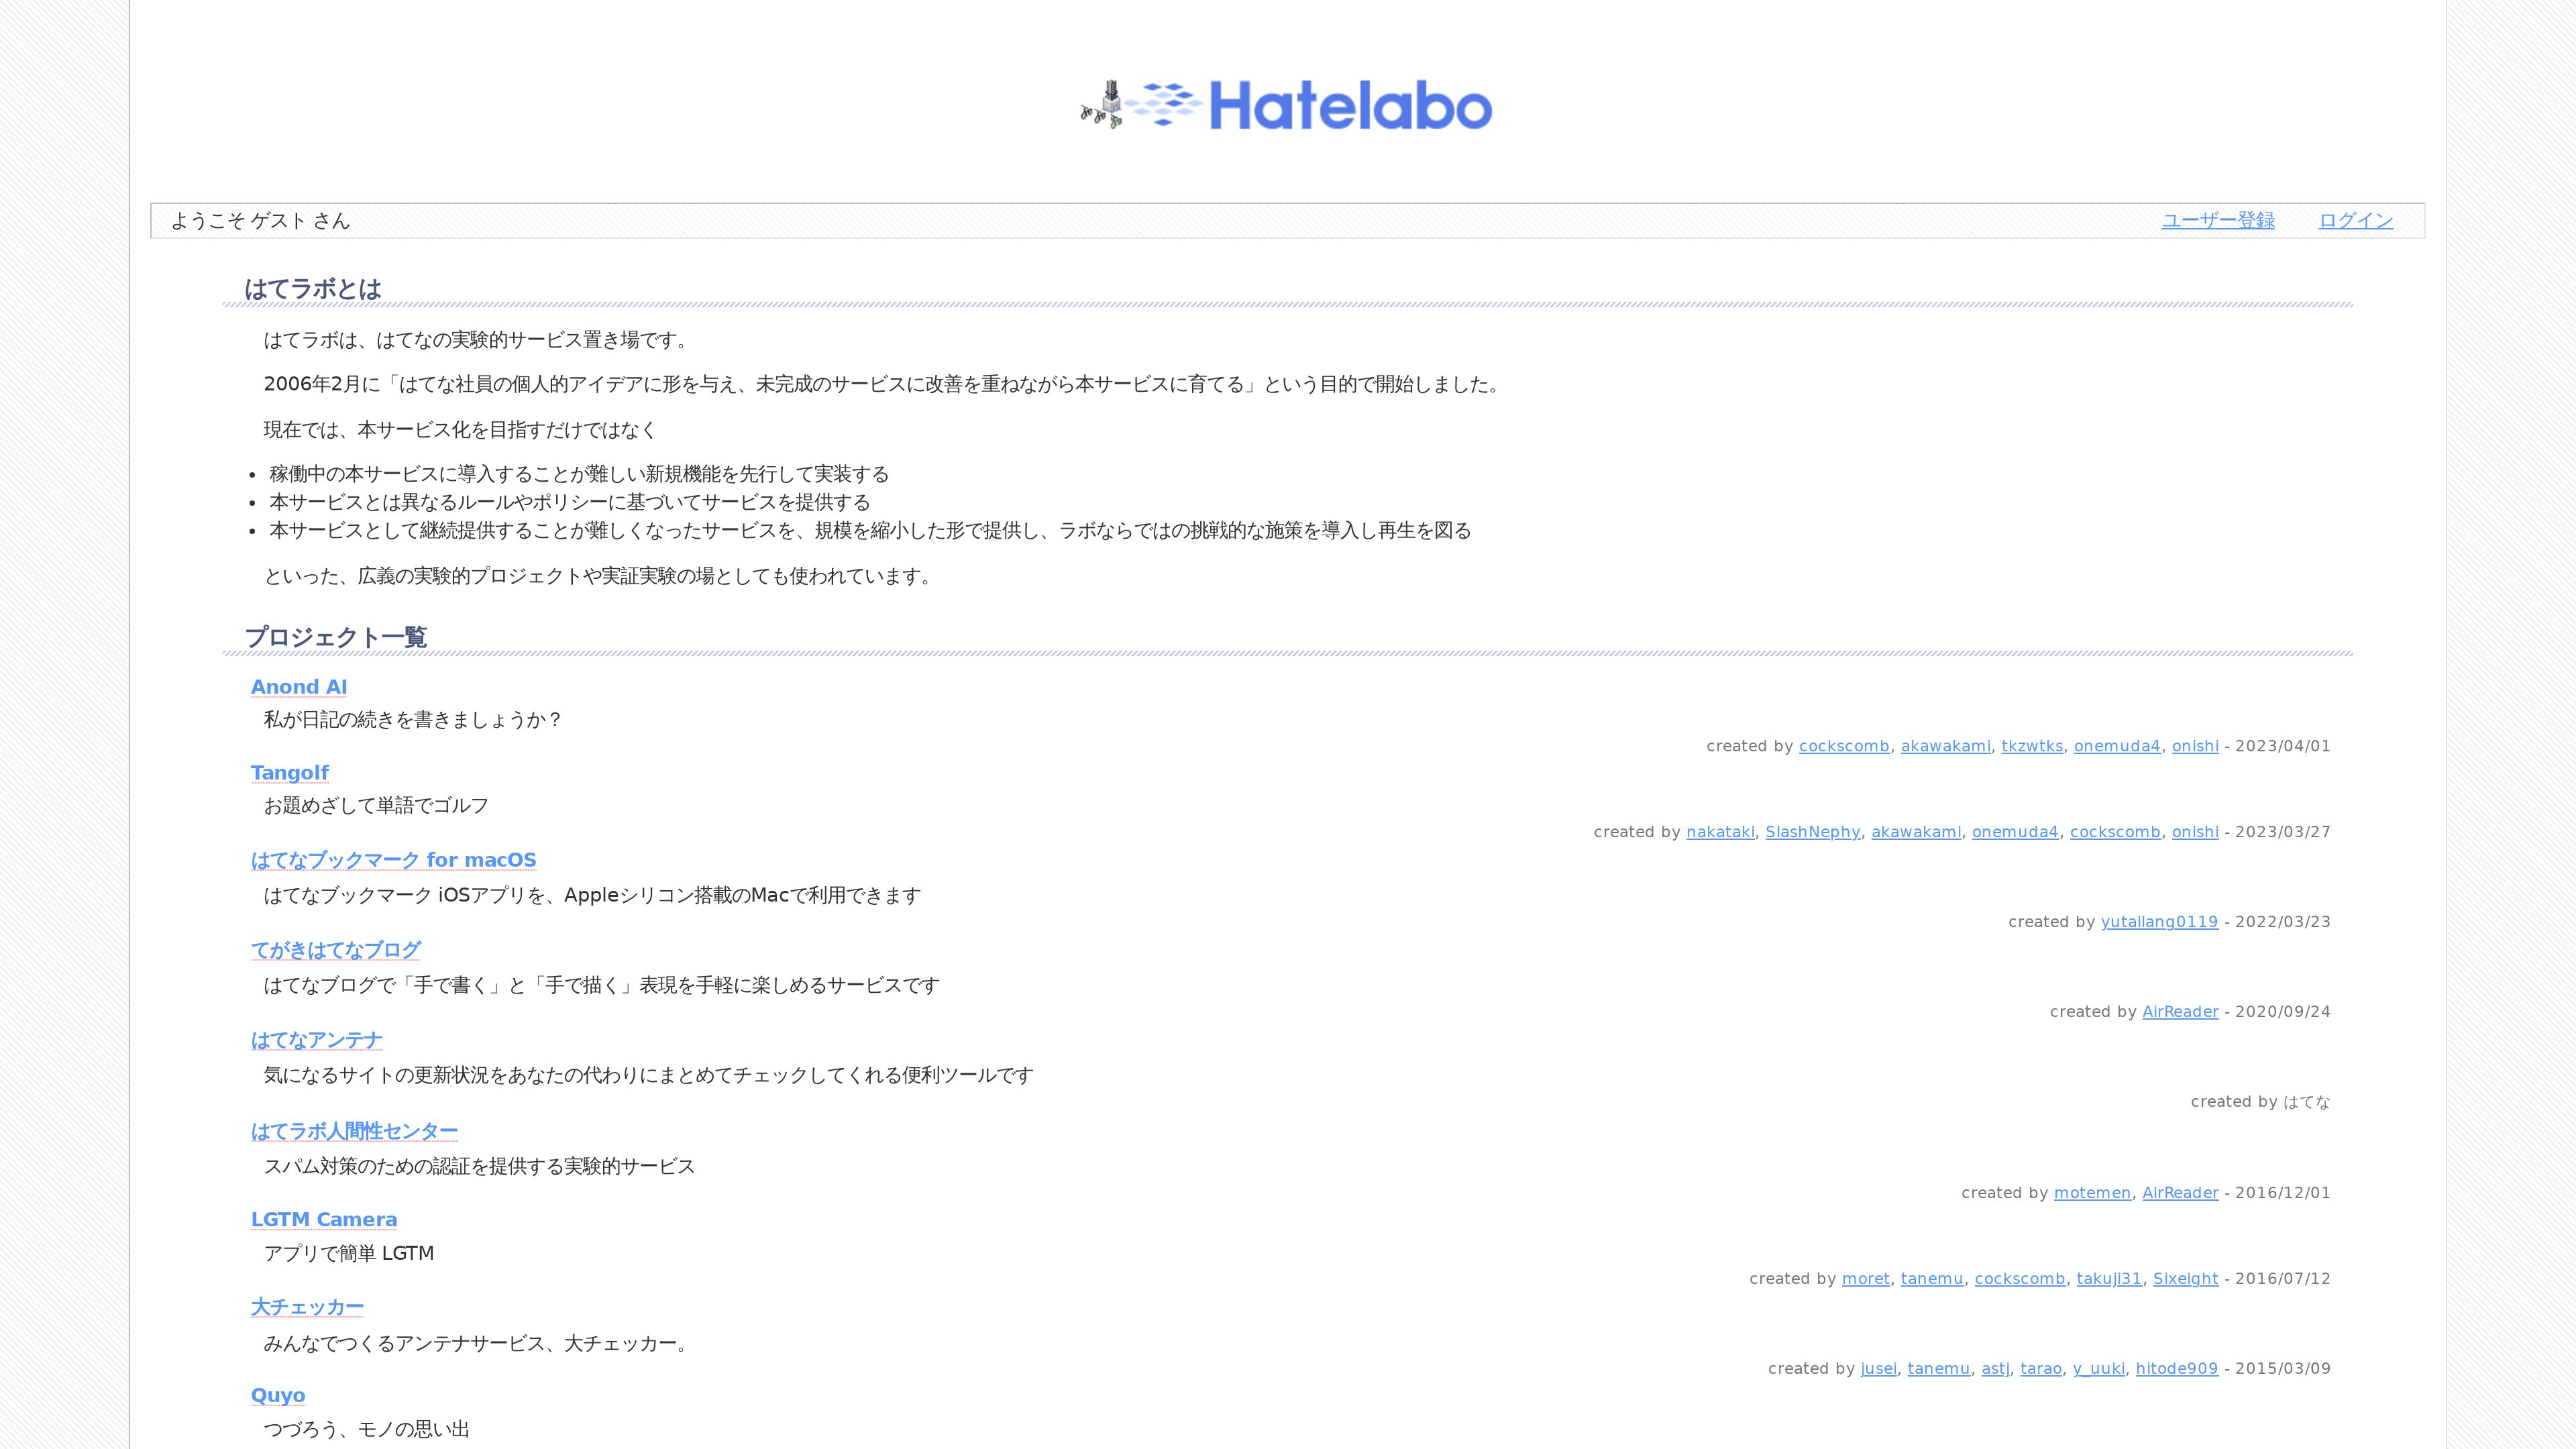 Hatelabo
ようこそ ゲスト さん
ユーザー登録 ログイン
はてラボとは
はてラボは、はてなの実験的サービス置き場です。
2006年2月に「はてな社員の個人的アイデアに形を与え、未完成のサービスに改善を重ねながら本サービスに育てる」という目的で開始しました。
現在では、本サービス化を目指すだけではなく
• 稼働中の本サービスに導入することが難しい新規機能を先行して実装する
• 本サービスとは異なるルールやポリシーに基づいてサービスを提供する
• 本サービスとして継続提供することが難しくなったサービスを、規模を縮小した形で提供し、ラボならではの挑戦的な施策を導入し再生を図る
といった、広義の実験的プロジェクトや実証実験の場としても使われています。
プロジェクト一覧
Anond AI
私が日記の続きを書きましょうか？
created by cockscomb, akawakami, tkzwtks, onemuda4, onishi - 2023/04/01
Tangolf
お題めざして単語でゴルフ
created by nakataki, SlashNephy, akawakami, onemuda4, cockscomb, onishi - 2023/03/27
はてなブックマーク for macOS
はてなブックマーク iOSアプリを、Appleシリコン搭載のMacで利用できます
created by yutailang0119 - 2022/03/23
てがきはてなブログ
はてなブログで「手で書く」と「手で描く」表現を手軽に楽しめるサービスです
created by AirReader - 2020/09/24
はてなアンテナ
気になるサイトの更新状況をあなたの代わりにまとめてチェックしてくれる便利ツールです
created by はてな
はてラボ人間性センター
スパム対策のための認証を提供する実験的サービス
created by motemen, AirReader - 2016/12/01
LGTM Camera
アプリで簡単 LGTM
created by moret, tanemu, cockscomb, takuji31, Sixeight - 2016/07/12
大チェッカー
みんなでつくるアンテナサービス、大チェッカー。
created by jusei, tanemu, astj, tarao, y_uuki, hitode909 - 2015/03/09
Quyo
つづろう、モノの思い出